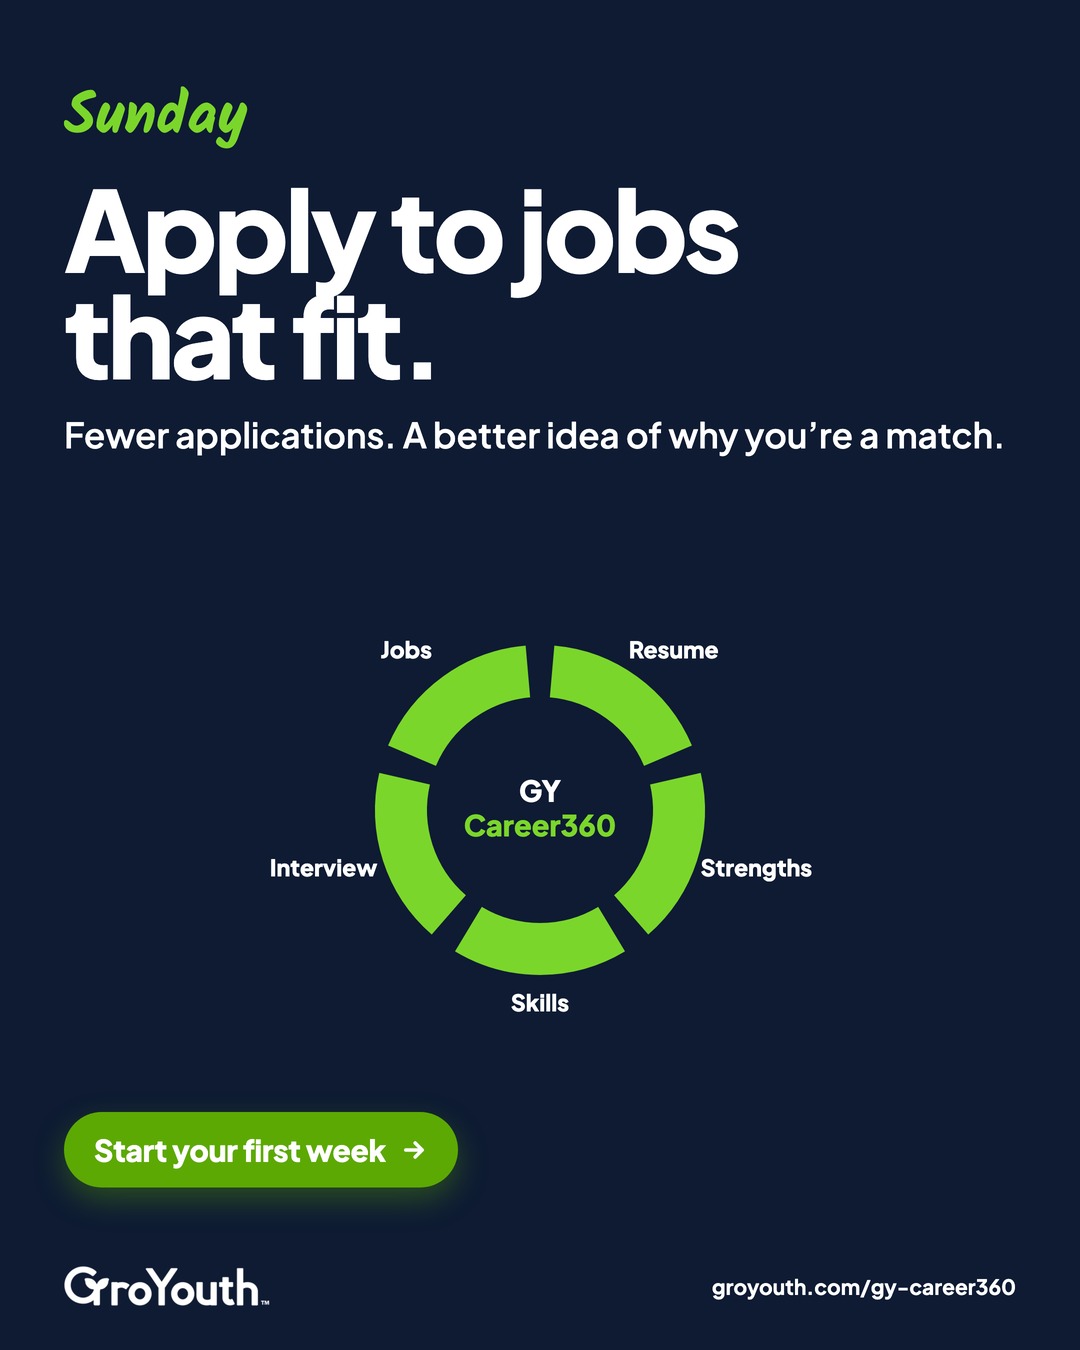 Sunday
Apply to jobs
that fit.
Fewer applications. A better idea of why you’re a match.
Jobs
Resume
GY
Career360
Interview
Strengths
Skills
Start your first week →
GroYouth™
groyouth.com/gy-career360